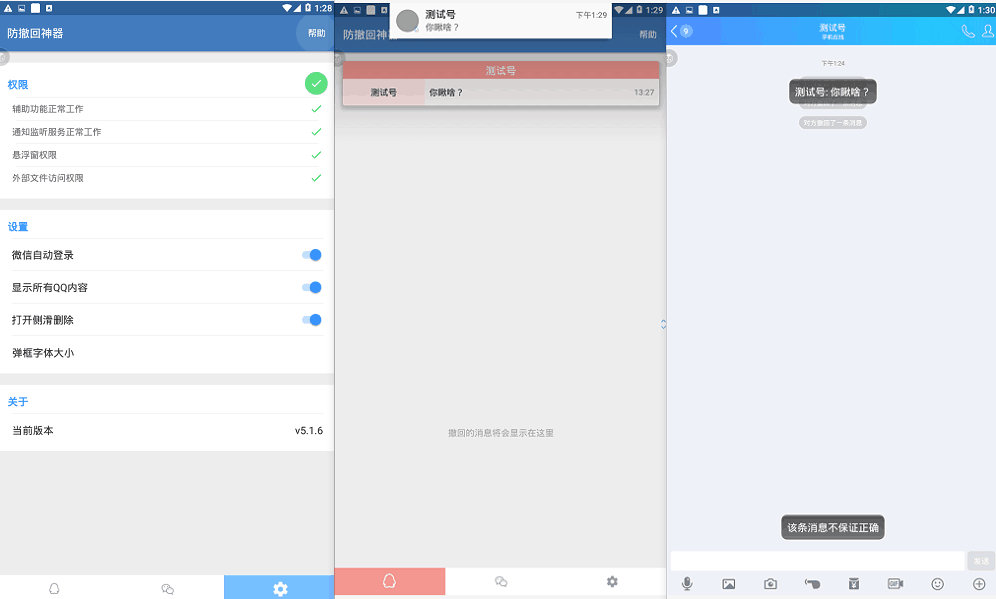 1:28
防撤回神器
帮助
权限
辅助功能正常工作
通知监听服务正常工作
悬浮窗权限
外部文件访问权限
设置
微信自动登录
显示所有QQ内容
打开侧滑删除
弹框字体大小
关于
当前版本
v5.1.6
测试号
下午1:29
你瞅啥？
1:29
防撤回神
帮助
测试号
测试号
你瞅啥？
13:27
撤回的消息将会显示在这里
1:30
9
测试号
手机在线
下午1:24
测试号: 你瞅啥？
对方撤回了一条消息
该条消息不保证正确
发送
GIF